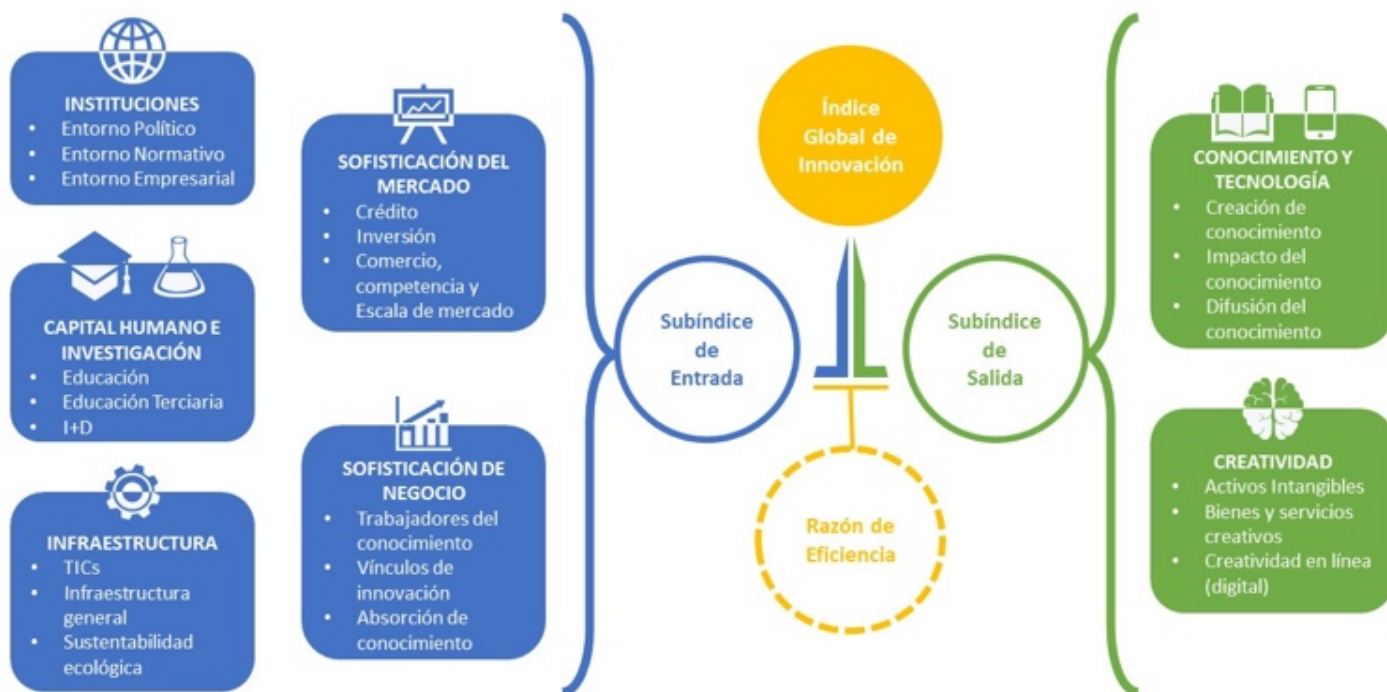 INSTITUCIONES
• Entorno Político
• Entorno Normativo
• Entorno Empresarial
CAPITAL HUMANO E
INVESTIGACIÓN
• Educación
• Educación Terciaria
• I+D
INFRAESTRUCTURA
• TICs
• Infraestructura
general
• Sustentabilidad
ecológica
SOFISTICACIÓN DEL
MERCADO
• Crédito
• Inversión
• Comercio,
competencia y
Escala de mercado
SOFISTICACIÓN DE
NEGOCIO
• Trabajadores del
conocimiento
• Vínculos de
innovación
• Absorción de
conocimiento
Subíndice
de
Entrada
Índice
Global de
Innovación
Razón de
Eficiencia
Subíndice
de
Salida
CONOCIMIENTO Y
TECNOLOGÍA
• Creación de
conocimiento
• Impacto del
conocimiento
• Difusión del
conocimiento
CREATIVIDAD
• Activos Intangibles
• Bienes y servicios
creativos
• Creatividad en línea
(digital)